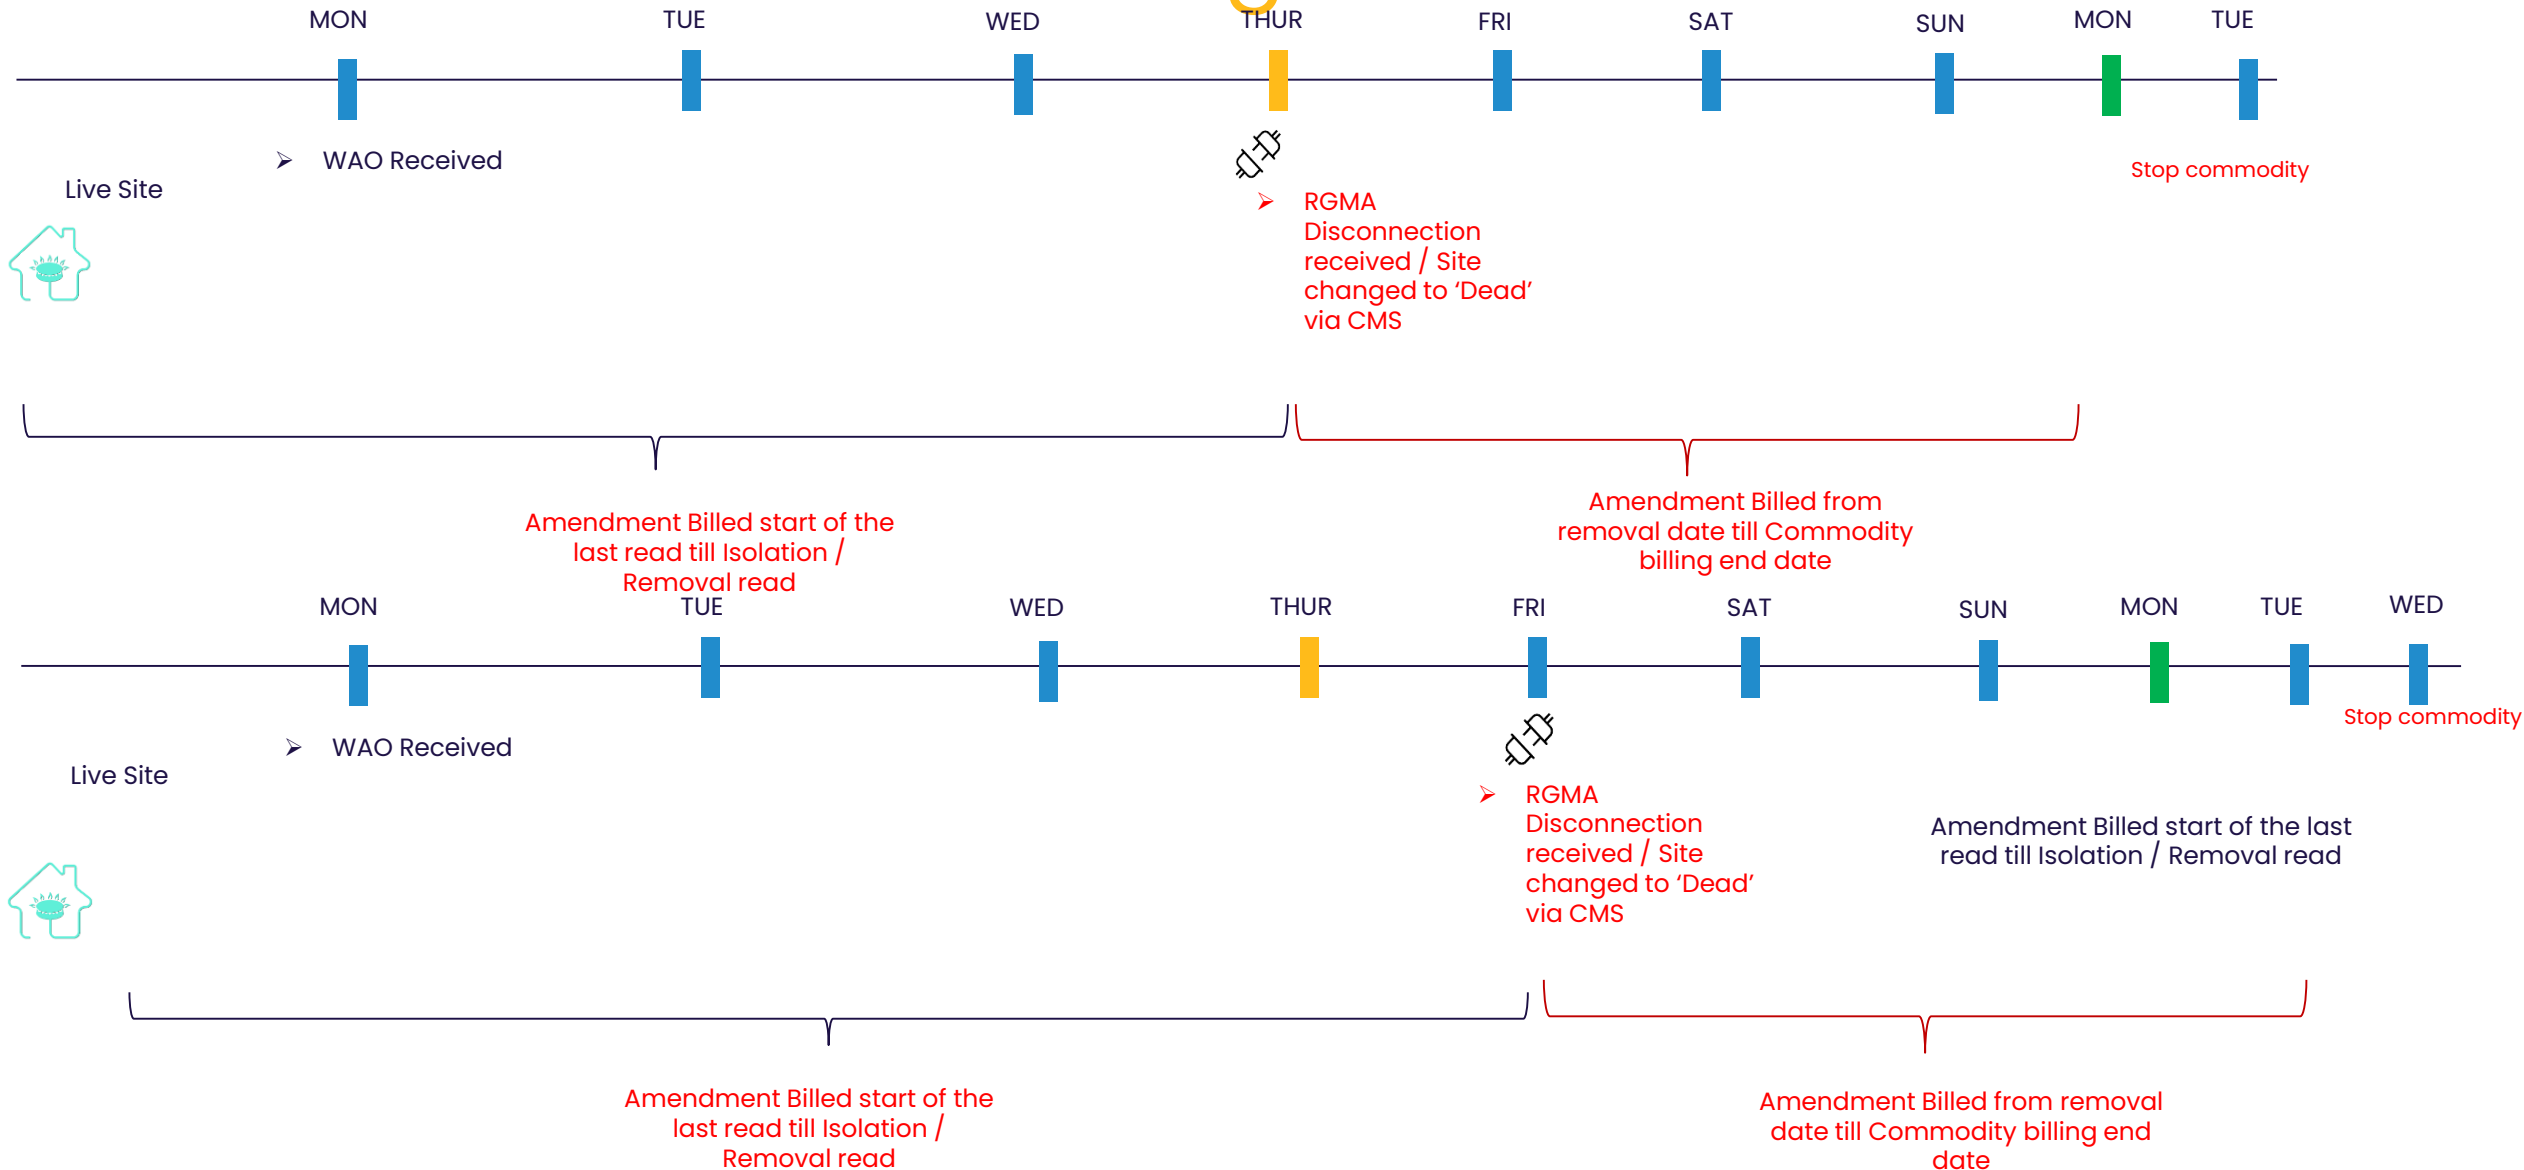 MON TUE WED THUR FRI SAT SUN MON TUE
WAO Received
Live Site
Stop commodity
RGMA
Disconnection
received / Site
changed to ‘Dead’
via CMS
Amendment Billed start of the
last read till Isolation /
Removal read
Amendment Billed from
removal date till Commodity
billing end date
MON TUE WED THUR FRI SAT SUN MON TUE WED
WAO Received
Live Site
Stop commodity
RGMA
Disconnection
received / Site
changed to ‘Dead’
via CMS
Amendment Billed start of the last
read till Isolation / Removal read
Amendment Billed start of the
last read till Isolation /
Removal read
Amendment Billed from removal
date till Commodity billing end
date